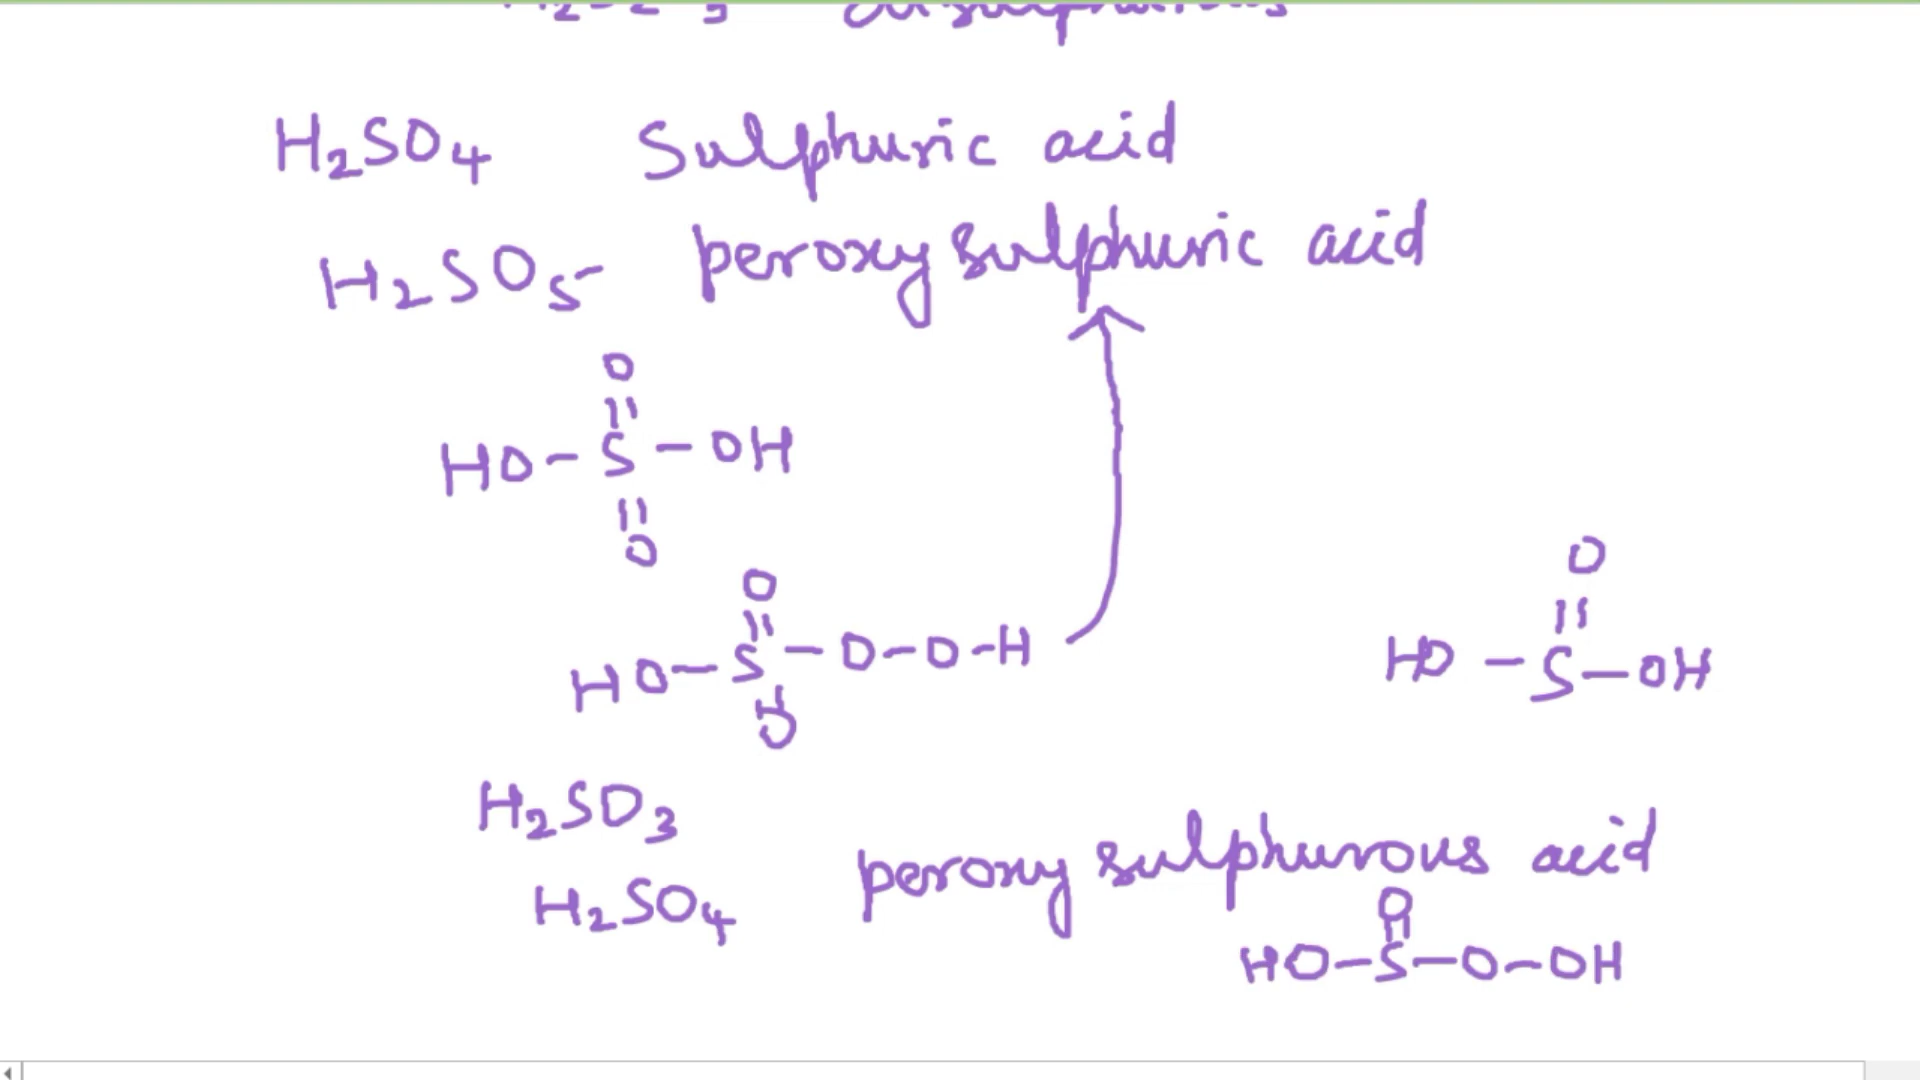 H₂SO₄ Sulphuric acid
H₂SO₅ peroxy sulphuric acid
O
||
HO-S-OH
||
O
O
||
HO-S-O-O-H
||
O
O
||
HO-S-OH
H₂SO₃
H₂SO₄ peroxy sulphurous acid
O
||
HO-S-O-OH